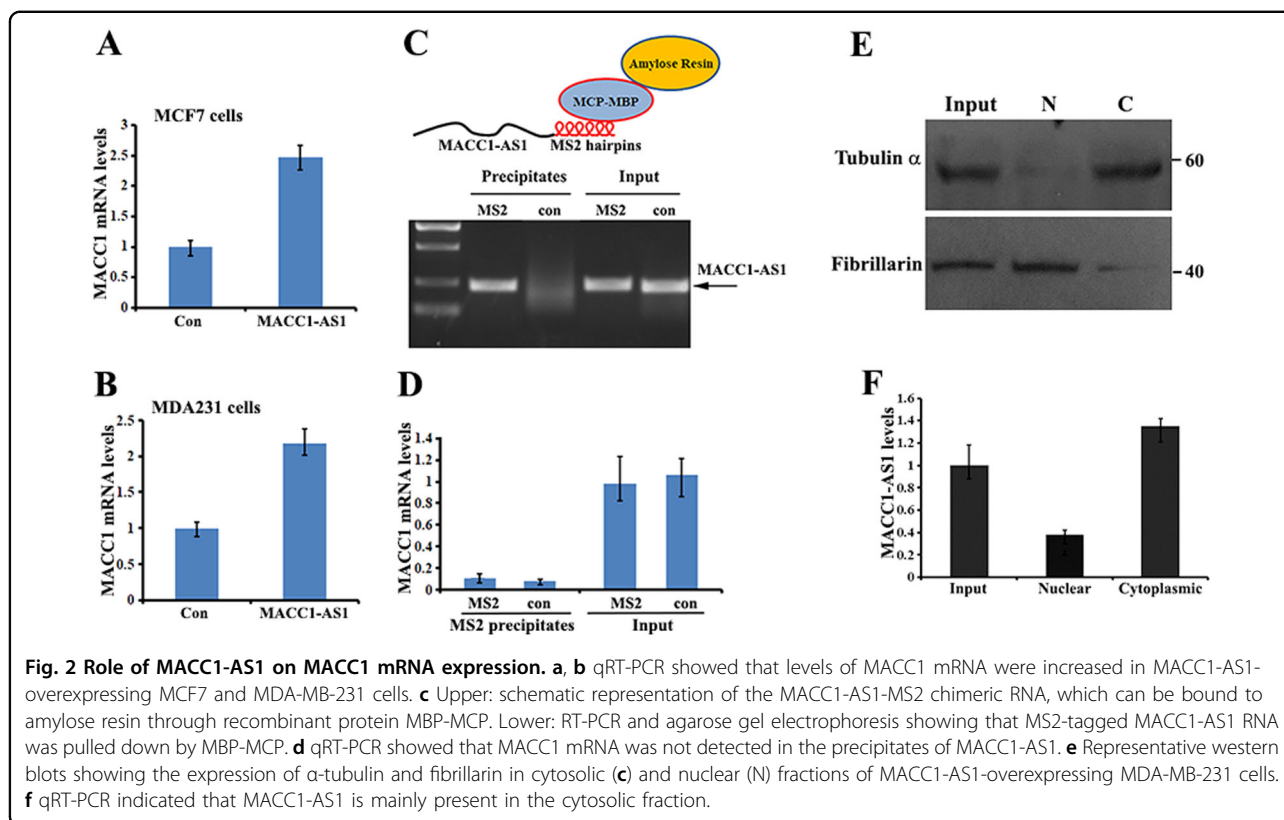 A
MCF7 cells
MACC1 mRNA levels
3
2.5
2
1.5
1
0.5
0
Con
MACC1-AS1
B
MDA231 cells
MACC1 mRNA levels
2.5
2
1.5
1
0.5
0
Con
MACC1-AS1
C
Amylose Resin
MCP-MBP
MACC1-AS1
MS2 hairpins
Precipitates Input
MS2 con MS2 con
MACC1-AS1
D
MACC1 mRNA levels
1.4
1.2
1
0.8
0.6
0.4
0.2
0
MS2 con MS2 con
MS2 precipitates Input
E
Input N C
Tubulin α
60
Fibrillarin
40
F
MACC1-AS1 levels
1.6
1.4
1.2
1
0.8
0.6
0.4
0.2
0
Input Nuclear Cytoplasmic
Fig. 2 Role of MACC1-AS1 on MACC1 mRNA expression. a, b qRT-PCR showed that levels of MACC1 mRNA were increased in MACC1-AS1-
overexpressing MCF7 and MDA-MB-231 cells. c Upper: schematic representation of the MACC1-AS1-MS2 chimeric RNA, which can be bound to
amylose resin through recombinant protein MBP-MCP. Lower: RT-PCR and agarose gel electrophoresis showing that MS2-tagged MACC1-AS1 RNA
was pulled down by MBP-MCP. d qRT-PCR showed that MACC1 mRNA was not detected in the precipitates of MACC1-AS1. e Representative western
blots showing the expression of α-tubulin and fibrillarin in cytosolic (c) and nuclear (N) fractions of MACC1-AS1-overexpressing MDA-MB-231 cells.
f qRT-PCR indicated that MACC1-AS1 is mainly present in the cytosolic fraction.